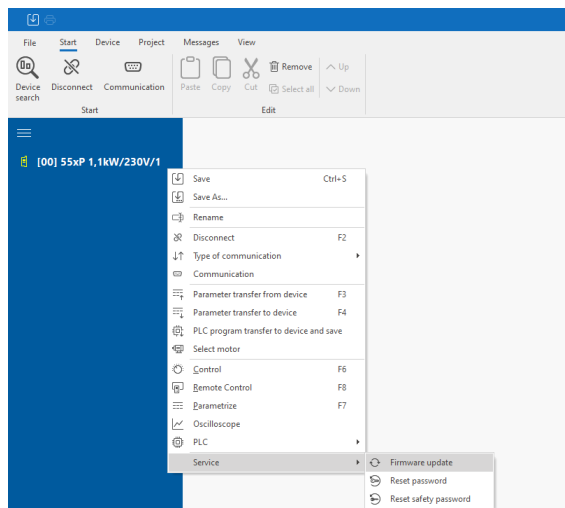 File Start Device Project Messages View
Device search Disconnect Communication Paste Copy Cut Remove Select all Up Down
Start Edit
[00] 55xP 1,1kW/230V/1
Save Ctrl+S
Save As...
Rename
Disconnect F2
Type of communication
Communication
Parameter transfer from device F3
Parameter transfer to device F4
PLC program transfer to device and save
Select motor
Control F6
Remote Control F8
Parametrize F7
Oscilloscope
PLC
Service
Firmware update
Reset password
Reset safety password